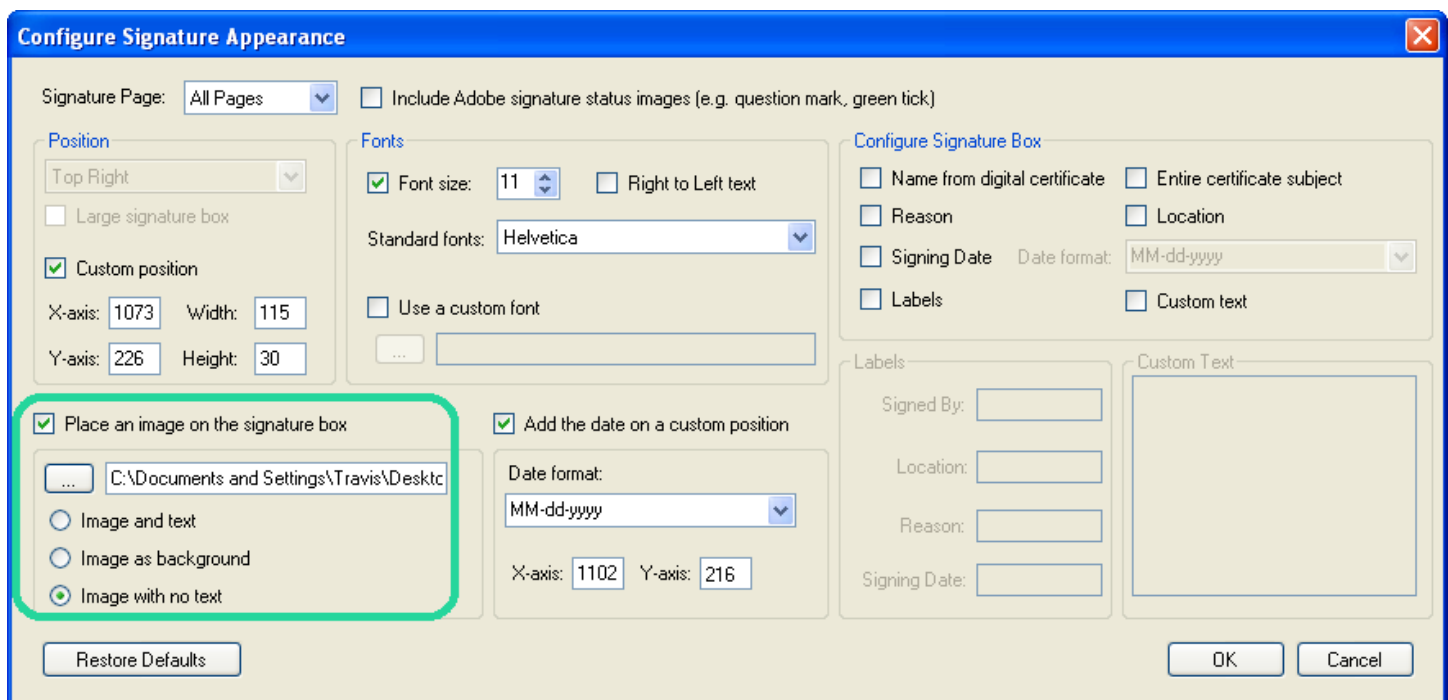 Configure Signature Appearance
Signature Page: All Pages Include Adobe signature status images (e.g. question mark, green tick)
Position
Top Right
Large signature box
Custom position
X-axis: 1073 Width: 115
Y-axis: 226 Height: 30
Fonts
Font size: 11 Right to Left text
Standard fonts: Helvetica
Use a custom font
...
Configure Signature Box
Name from digital certificate Entire certificate subject
Reason Location
Signing Date Date format: MM-dd-yyyy
Labels Custom text
Place an image on the signature box
... C:\Documents and Settings\Travis\Deskto
Image and text
Image as background
Image with no text
Add the date on a custom position
Date format:
MM-dd-yyyy
X-axis: 1102 Y-axis: 216
Labels
Signed By:
Location:
Reason:
Signing Date:
Custom Text
Restore Defaults OK Cancel